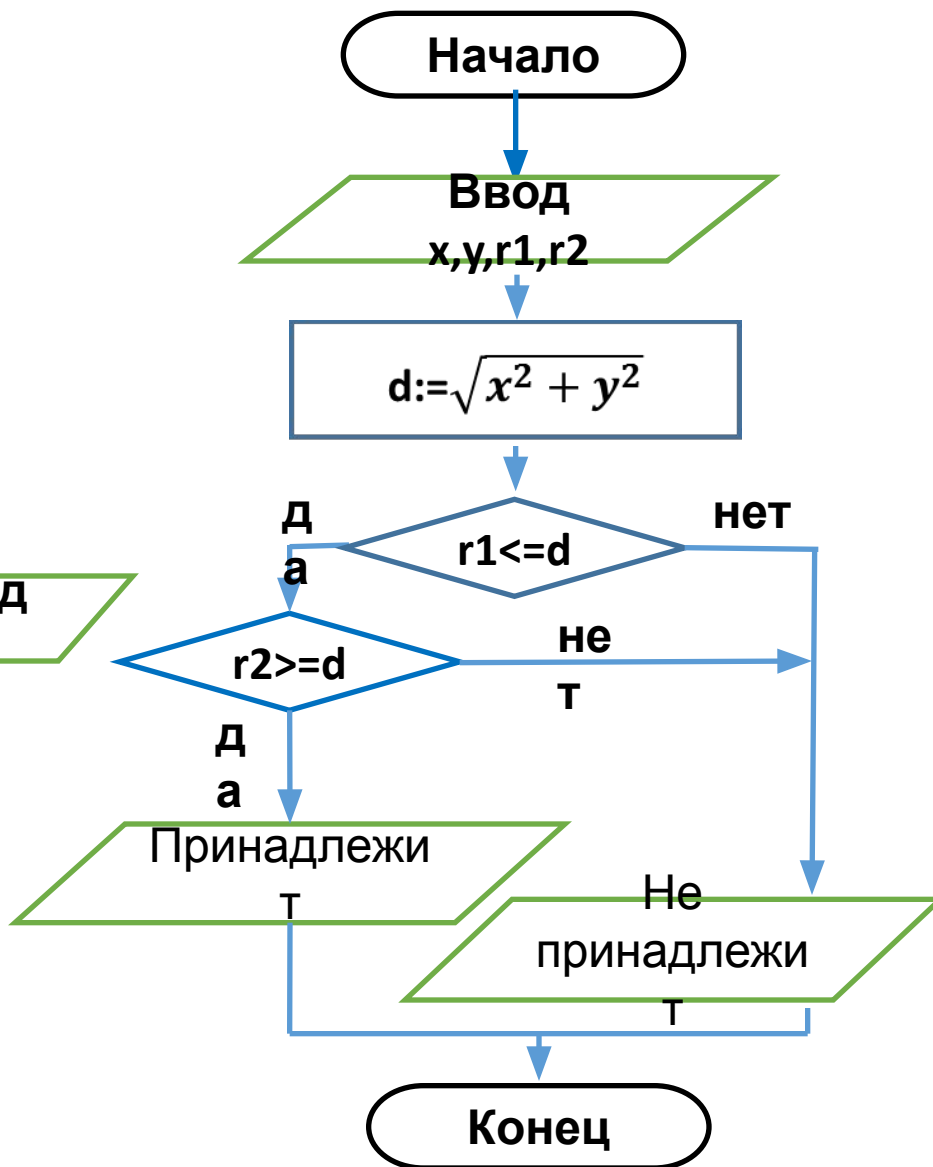 Начало
Ввод
x,y,r1,r2
d:=√x² + y²
д
а
нет
r1<=d
д
r2>=d
не
т
д
а
Принадлежи
т
Не
принадлежи
т
Конец